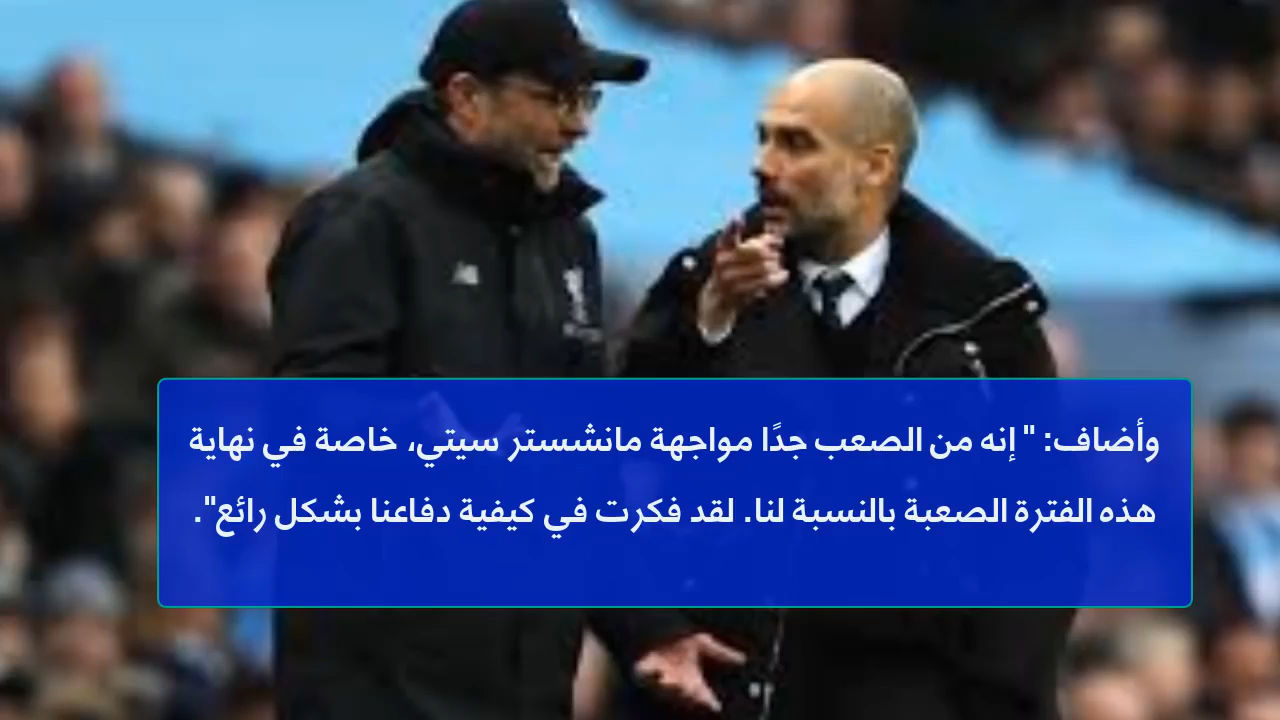 وأضاف: " إنه من الصعب جدًا مواجهة مانشستر سيتي، خاصة في نهاية
هذه الفترة الصعبة بالنسبة لنا. لقد فكرت في كيفية دفاعنا بشكل رائع".